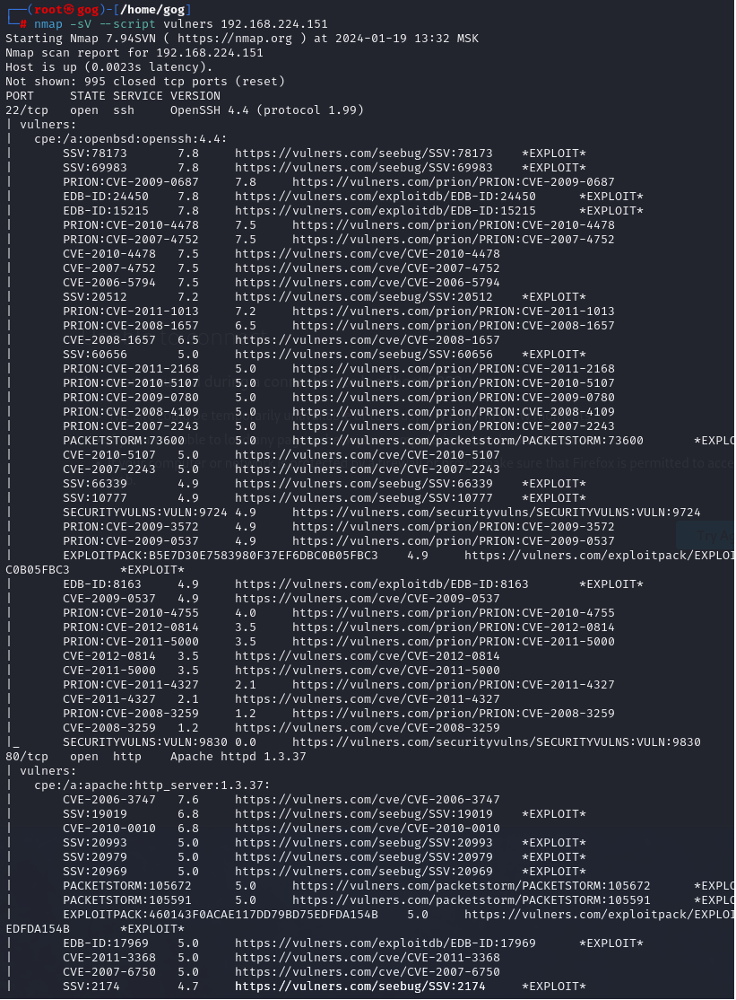 ┌──(root㉿gog)-[/home/gog]
└─# nmap -sV --script vulners 192.168.224.151
Starting Nmap 7.94SVN ( https://nmap.org ) at 2024-01-19 13:32 MSK
Nmap scan report for 192.168.224.151
Host is up (0.0023s latency).
Not shown: 995 closed tcp ports (reset)
PORT     STATE SERVICE VERSION
22/tcp   open  ssh     OpenSSH 4.4 (protocol 1.99)
| vulners:
|   cpe:/a:openbsd:openssh:4.4:
|       SSV:78173       7.8     https://vulners.com/seebug/SSV:78173    *EXPLOIT*
|       SSV:69983       7.8     https://vulners.com/seebug/SSV:69983    *EXPLOIT*
|       PRION:CVE-2009-0687     7.8     https://vulners.com/prion/PRION:CVE-2009-0687
|       EDB-ID:24450    7.8     https://vulners.com/exploitdb/EDB-ID:24450      *EXPLOIT*
|       EDB-ID:15215    7.8     https://vulners.com/exploitdb/EDB-ID:15215      *EXPLOIT*
|       PRION:CVE-2010-4478     7.5     https://vulners.com/prion/PRION:CVE-2010-4478
|       PRION:CVE-2007-4752     7.5     https://vulners.com/prion/PRION:CVE-2007-4752
|       CVE-2010-4478   7.5     https://vulners.com/cve/CVE-2010-4478
|       CVE-2007-4752   7.5     https://vulners.com/cve/CVE-2007-4752
|       CVE-2006-5794   7.5     https://vulners.com/cve/CVE-2006-5794
|       SSV:20512       7.2     https://vulners.com/seebug/SSV:20512    *EXPLOIT*
|       PRION:CVE-2011-1013     7.2     https://vulners.com/prion/PRION:CVE-2011-1013
|       PRION:CVE-2008-1657     6.5     https://vulners.com/prion/PRION:CVE-2008-1657
|       CVE-2008-1657   6.5     https://vulners.com/cve/CVE-2008-1657
|       SSV:60656       5.0     https://vulners.com/seebug/SSV:60656    *EXPLOIT*
|       PRION:CVE-2011-2168     5.0     https://vulners.com/prion/PRION:CVE-2011-2168
|       PRION:CVE-2010-5107     5.0     https://vulners.com/prion/PRION:CVE-2010-5107
|       PRION:CVE-2009-0780     5.0     https://vulners.com/prion/PRION:CVE-2009-0780
|       PRION:CVE-2008-4109     5.0     https://vulners.com/prion/PRION:CVE-2008-4109
|       PRION:CVE-2007-2243     5.0     https://vulners.com/prion/PRION:CVE-2007-2243
|       PACKETSTORM:73600       5.0     https://vulners.com/packetstorm/PACKETSTORM:73600       *EXPLO
|       CVE-2010-5107   5.0     https://vulners.com/cve/CVE-2010-5107
|       CVE-2007-2243   5.0     https://vulners.com/cve/CVE-2007-2243
|       SSV:66339       4.9     https://vulners.com/seebug/SSV:66339    *EXPLOIT*
|       SSV:10777       4.9     https://vulners.com/seebug/SSV:10777    *EXPLOIT*
|       SECURITYVULNS:VULN:9724 4.9     https://vulners.com/securityvulns/SECURITYVULNS:VULN:9724
|       PRION:CVE-2009-3572     4.9     https://vulners.com/prion/PRION:CVE-2009-3572
|       PRION:CVE-2009-0537     4.9     https://vulners.com/prion/PRION:CVE-2009-0537
|       EXPLOITPACK:B5E7D30E7583980F37EF6DBC0B05FBC3    4.9     https://vulners.com/exploitpack/EXPLOI
C0B05FBC3       *EXPLOIT*
|       EDB-ID:8163     4.9     https://vulners.com/exploitdb/EDB-ID:8163       *EXPLOIT*
|       CVE-2009-0537   4.9     https://vulners.com/cve/CVE-2009-0537
|       PRION:CVE-2010-4755     4.0     https://vulners.com/prion/PRION:CVE-2010-4755
|       PRION:CVE-2012-0814     3.5     https://vulners.com/prion/PRION:CVE-2012-0814
|       PRION:CVE-2011-5000     3.5     https://vulners.com/prion/PRION:CVE-2011-5000
|       CVE-2012-0814   3.5     https://vulners.com/cve/CVE-2012-0814
|       CVE-2011-5000   3.5     https://vulners.com/cve/CVE-2011-5000
|       PRION:CVE-2011-4327     2.1     https://vulners.com/prion/PRION:CVE-2011-4327
|       CVE-2011-4327   2.1     https://vulners.com/cve/CVE-2011-4327
|       PRION:CVE-2008-3259     1.2     https://vulners.com/prion/PRION:CVE-2008-3259
|       CVE-2008-3259   1.2     https://vulners.com/cve/CVE-2008-3259
|_      SECURITYVULNS:VULN:9830 0.0     https://vulners.com/securityvulns/SECURITYVULNS:VULN:9830
80/tcp   open  http    Apache httpd 1.3.37
| vulners:
|   cpe:/a:apache:http_server:1.3.37:
|       CVE-2006-3747   7.6     https://vulners.com/cve/CVE-2006-3747
|       SSV:19019       6.8     https://vulners.com/seebug/SSV:19019    *EXPLOIT*
|       CVE-2010-0010   6.8     https://vulners.com/cve/CVE-2010-0010
|       SSV:20993       5.0     https://vulners.com/seebug/SSV:20993    *EXPLOIT*
|       SSV:20979       5.0     https://vulners.com/seebug/SSV:20979    *EXPLOIT*
|       SSV:20969       5.0     https://vulners.com/seebug/SSV:20969    *EXPLOIT*
|       PACKETSTORM:105672      5.0     https://vulners.com/packetstorm/PACKETSTORM:105672      *EXPLO
|       PACKETSTORM:105591      5.0     https://vulners.com/packetstorm/PACKETSTORM:105591      *EXPLO
|       EXPLOITPACK:460143F0ACAE117DD79BD75EDFDA154B    5.0     https://vulners.com/exploitpack/EXPLOI
EDFDA154B       *EXPLOIT*
|       EDB-ID:17969    5.0     https://vulners.com/exploitdb/EDB-ID:17969      *EXPLOIT*
|       CVE-2011-3368   5.0     https://vulners.com/cve/CVE-2011-3368
|       CVE-2007-6750   5.0     https://vulners.com/cve/CVE-2007-6750
|       SSV:2174        4.7     https://vulners.com/seebug/SSV:2174     *EXPLOIT*